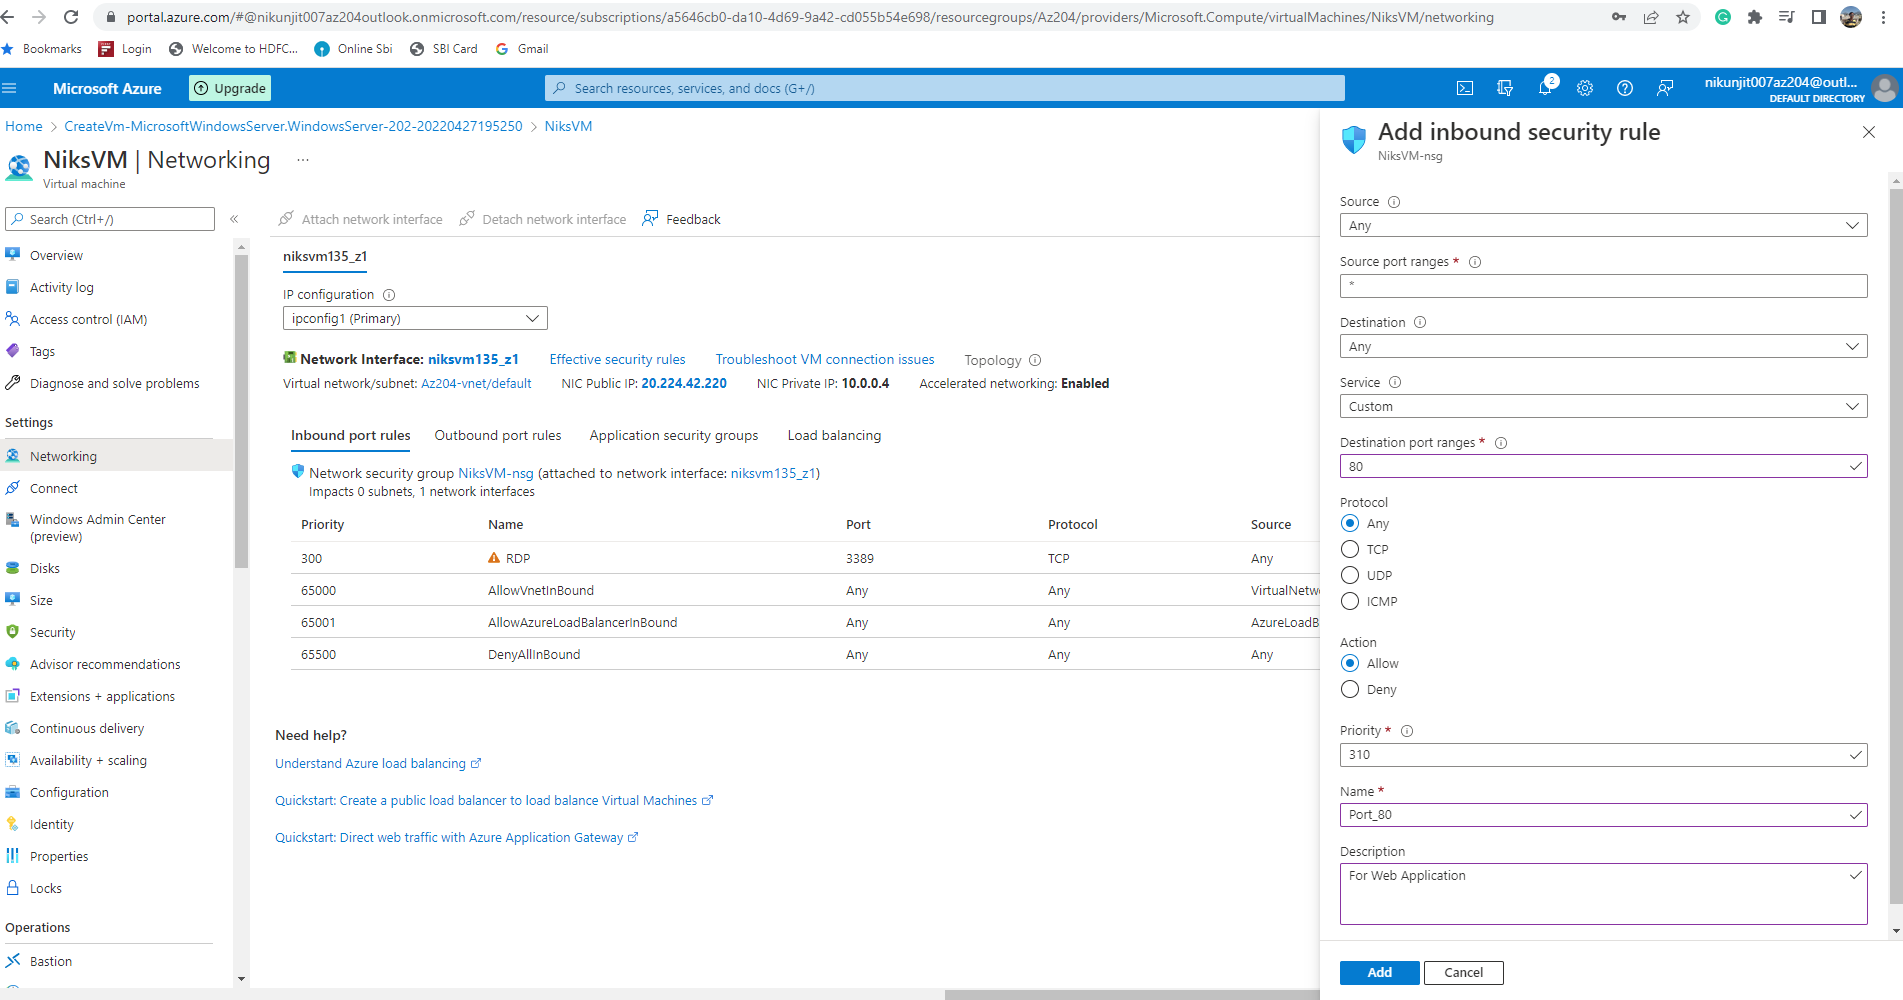 portal.azure.com/#@nikunjit007az204outlook.onmicrosoft.com/resource/subscriptions/a5646cb0-da10-4d69-9a42-cd055b54e698/resourcegroups/Az204/providers/Microsoft.Compute/virtualMachines/NiksVM/networking
Bookmarks Login Welcome to HDFC... Online Sbi SBI Card Gmail
Microsoft Azure Upgrade Search resources, services, and docs (G+/) 2 nikunjit007az204@outl...
DEFAULT DIRECTORY
Home > CreateVm-MicrosoftWindowsServer.WindowsServer-202-20220427195250 > NiksVM
NiksVM | Networking ...
Virtual machine
Search (Ctrl+/) «
Overview
Activity log
Access control (IAM)
Tags
Diagnose and solve problems
Settings
Networking
Connect
Windows Admin Center
(preview)
Disks
Size
Security
Advisor recommendations
Extensions + applications
Continuous delivery
Availability + scaling
Configuration
Identity
Properties
Locks
Operations
Bastion
Attach network interface Detach network interface Feedback
niksvm135_z1
IP configuration
ipconfig1 (Primary)
Network Interface: niksvm135_z1 Effective security rules Troubleshoot VM connection issues Topology
Virtual network/subnet: Az204-vnet/default NIC Public IP: 20.224.42.220 NIC Private IP: 10.0.0.4 Accelerated networking: Enabled
Inbound port rules Outbound port rules Application security groups Load balancing
Network security group NiksVM-nsg (attached to network interface: niksvm135_z1)
Impacts 0 subnets, 1 network interfaces
Priority Name Port Protocol Source
300 RDP 3389 TCP Any
65000 AllowVnetInBound Any Any VirtualNetw
65001 AllowAzureLoadBalancerInBound Any Any AzureLoadB
65500 DenyAllInBound Any Any Any
Need help?
Understand Azure load balancing
Quickstart: Create a public load balancer to load balance Virtual Machines
Quickstart: Direct web traffic with Azure Application Gateway
Add inbound security rule
NiksVM-nsg
Source
Any
Source port ranges *
*
Destination
Any
Service
Custom
Destination port ranges *
80
Protocol
Any
TCP
UDP
ICMP
Action
Allow
Deny
Priority *
310
Name *
Port_80
Description
For Web Application
Add Cancel